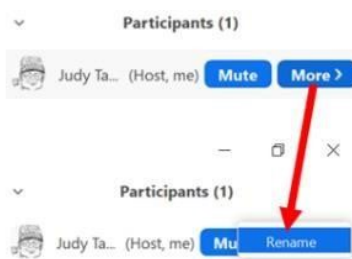 Participants (1)
Judy Ta... (Host, me) Mute More >
Participants (1)
Judy Ta... (Host, me) Mu Rename